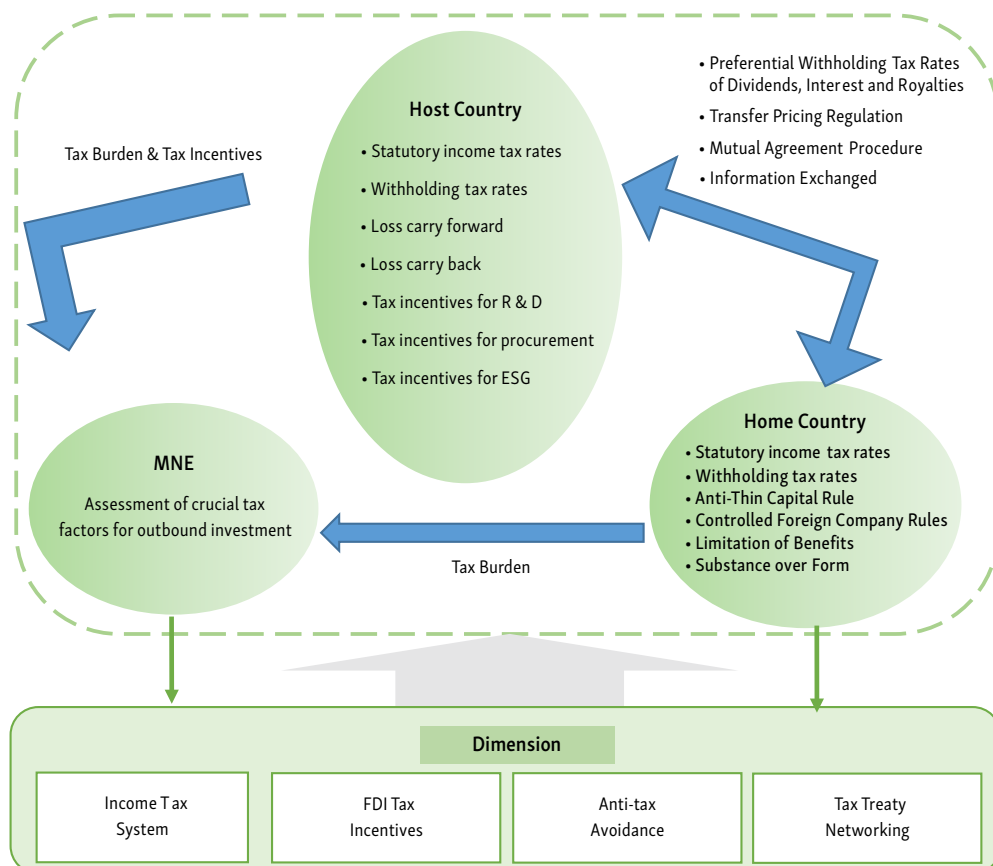 Host Country
• Statutory income tax rates
• Withholding tax rates
• Loss carry forward
• Loss carry back
• Tax incentives for R & D
• Tax incentives for procurement
• Tax incentives for ESG
• Preferential Withholding Tax Rates
of Dividends, Interest and Royalties
• Transfer Pricing Regulation
• Mutual Agreement Procedure
• Information Exchanged
Tax Burden & Tax Incentives
MNE
Assessment of crucial tax
factors for outbound investment
Tax Burden
Home Country
• Statutory income tax rates
• Withholding tax rates
• Anti-Thin Capital Rule
• Controlled Foreign Company Rules
• Limitation of Benefits
• Substance over Form
Dimension
Income Tax
System
FDI Tax
Incentives
Anti-tax
Avoidance
Tax Treaty
Networking